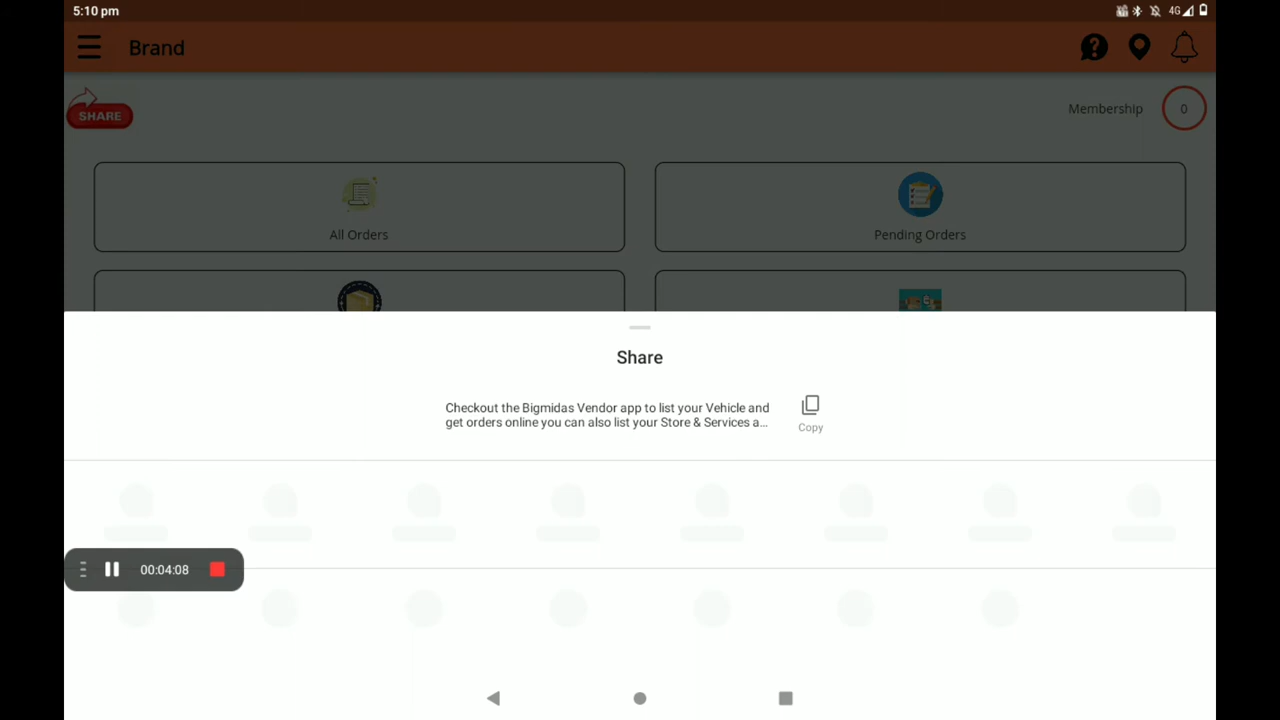 5:10 pm
4G
Brand
SHARE
Membership
0
All Orders
Pending Orders
Share
Checkout the Bigmidas Vendor app to list your Vehicle and
get orders online you can also list your Store & Services a...
Copy
00:04:08